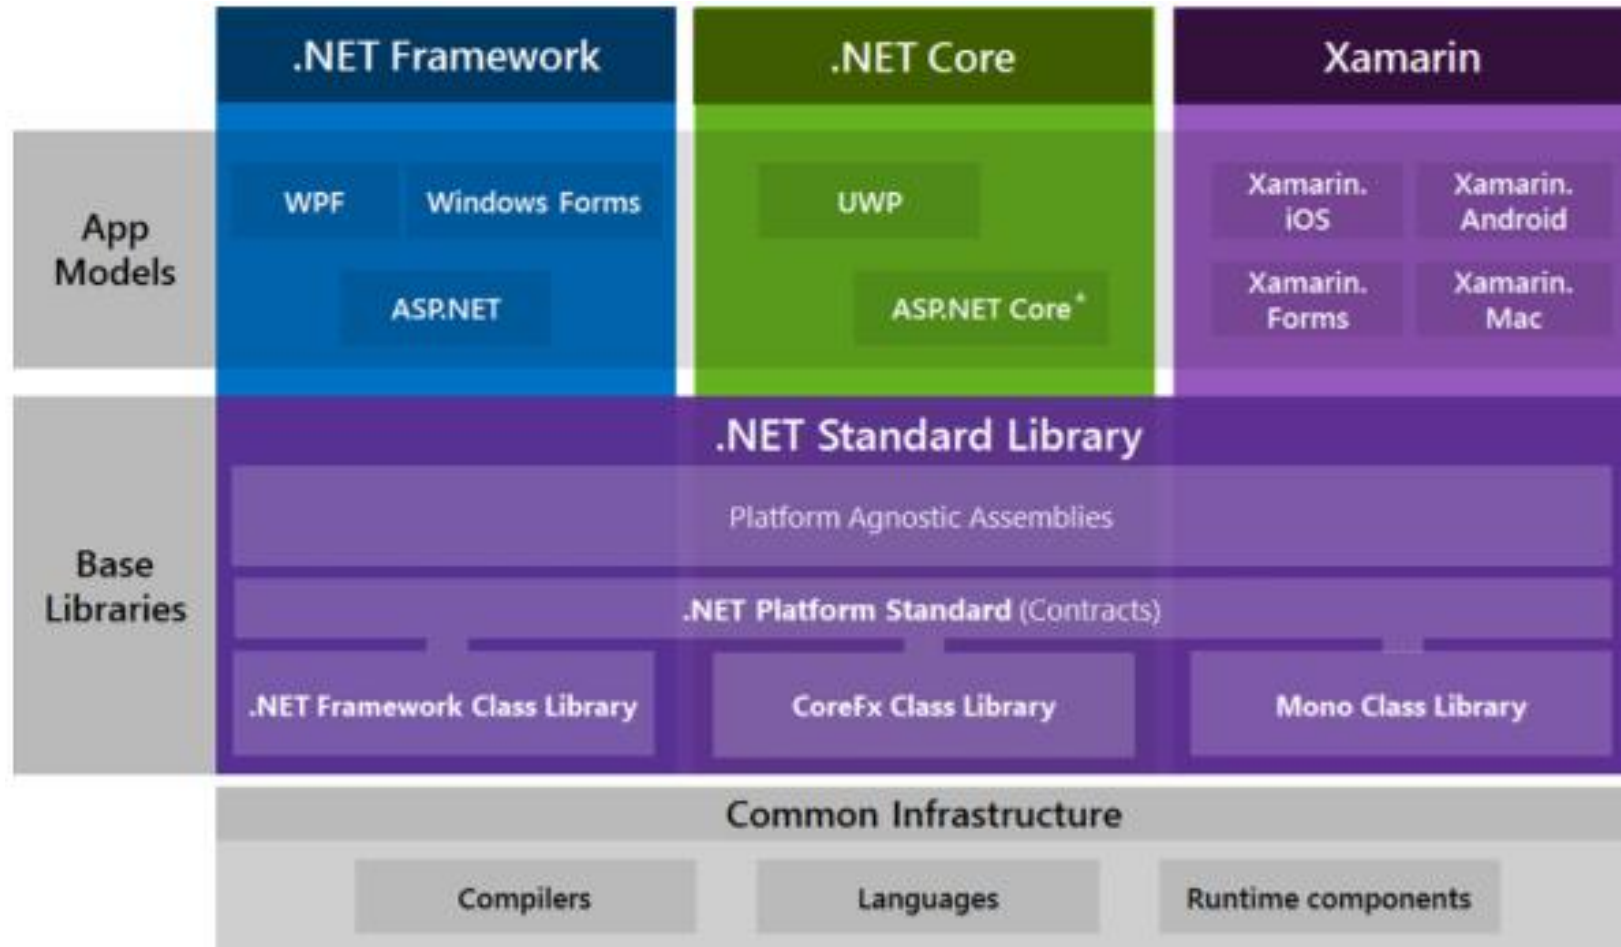 .NET Framework
.NET Core
Xamarin
App
Models
WPF
Windows Forms
ASP.NET
UWP
ASP.NET Core*
Xamarin.
iOS
Xamarin.
Android
Xamarin.
Forms
Xamarin.
Mac
Base
Libraries
.NET Standard Library
Platform Agnostic Assemblies
.NET Platform Standard (Contracts)
.NET Framework Class Library
CoreFx Class Library
Mono Class Library
Common Infrastructure
Compilers
Languages
Runtime components